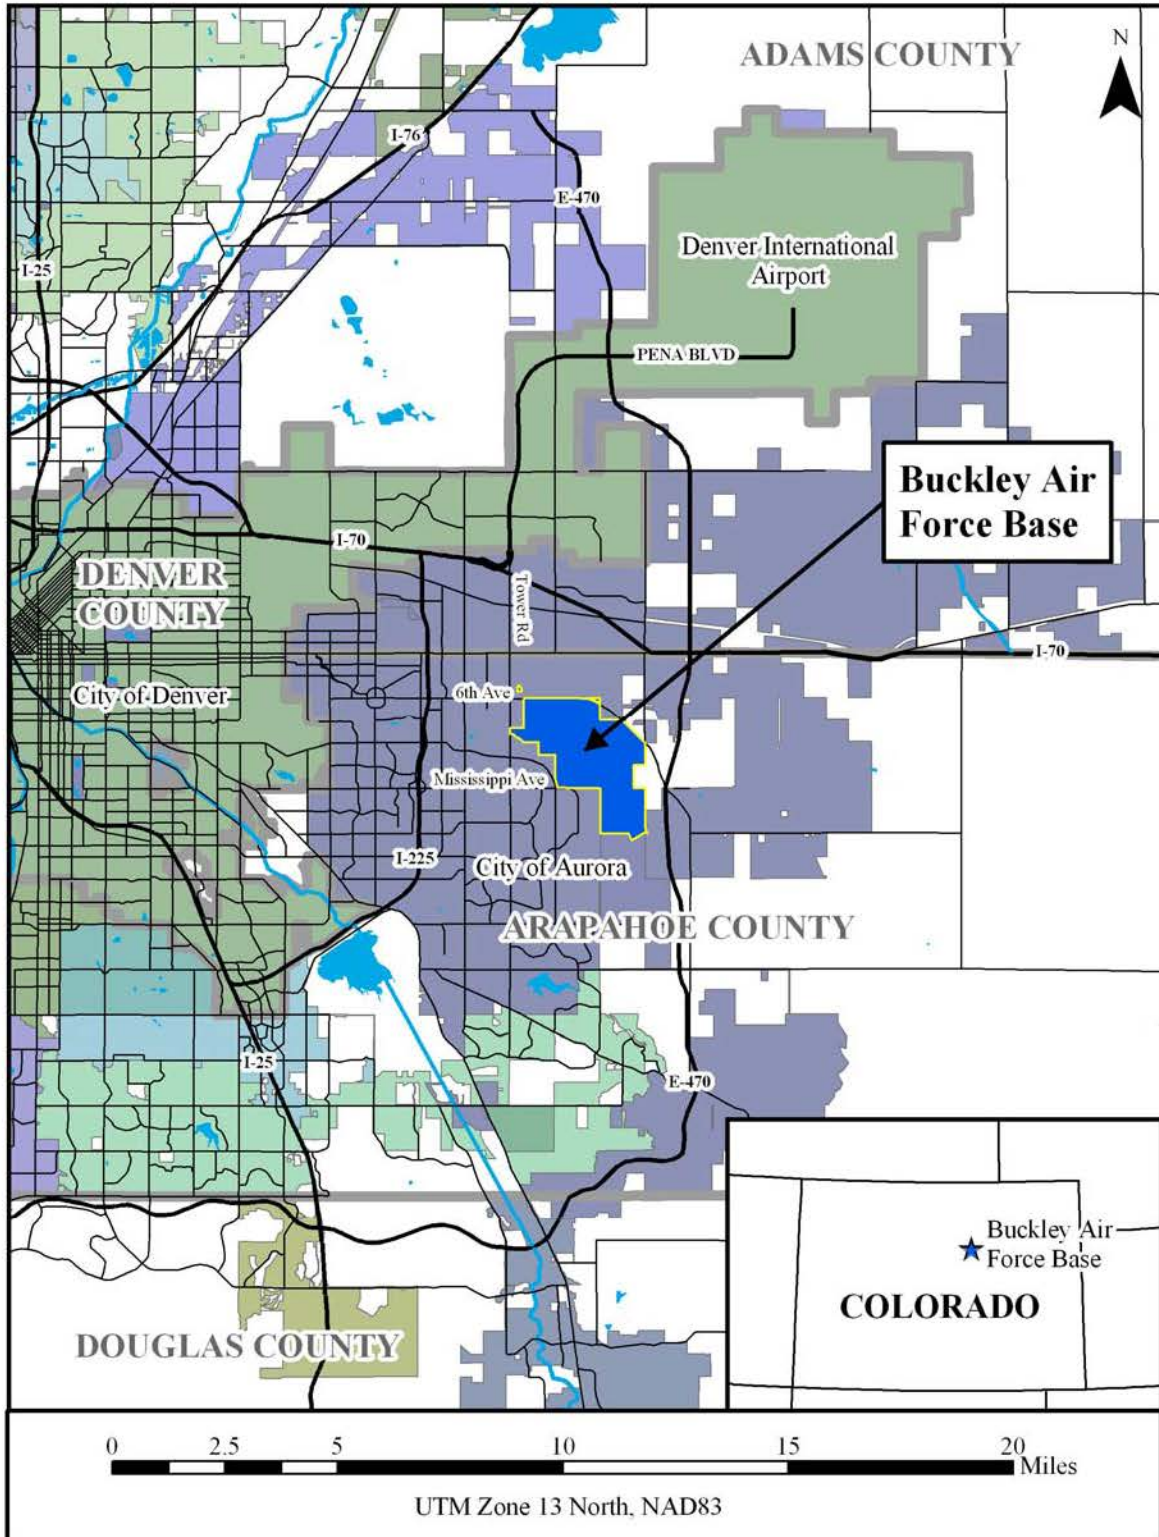 ADAMS COUNTY
N
I-76
E-470
Denver International
Airport
I-25
PENA BLVD
Buckley Air
Force Base
I-70
DENVER
COUNTY
Tower Rd
I-70
City of Denver
6th Ave
Mississippi Ave
I-225
City of Aurora
ARAPAHOE COUNTY
I-25
E-470
Buckley Air
Force Base
COLORADO
DOUGLAS COUNTY
0 2.5 5 10 15 20
Miles
UTM Zone 13 North, NAD83